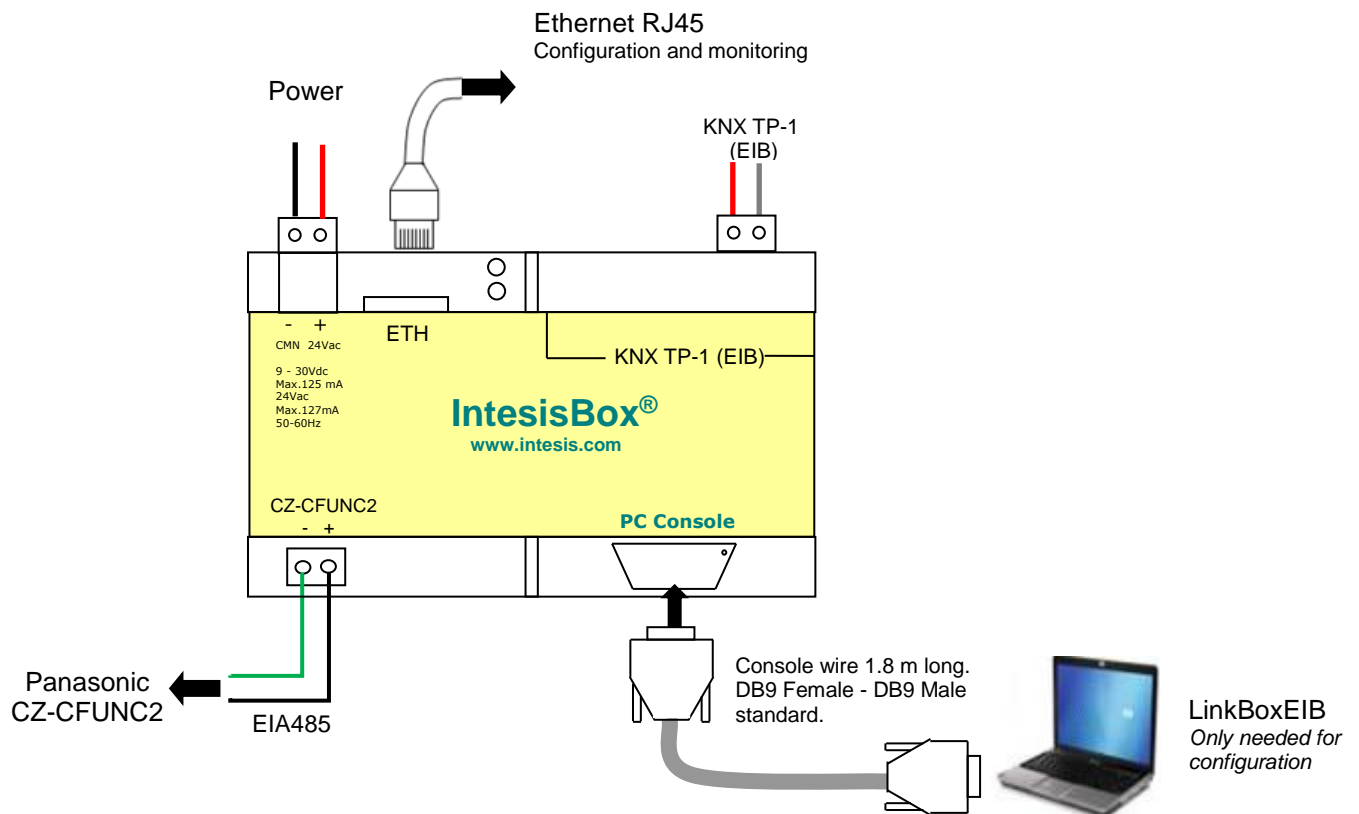 Ethernet RJ45
Configuration and monitoring
Power
KNX TP-1
(EIB)
- +
CMN 24Vac
ETH
KNX TP-1 (EIB)
9 - 30Vdc
Max.125 mA
24Vac
Max.127mA
50-60Hz
IntesisBox®
www.intesis.com
CZ-CFUNC2
- +
PC Console
Panasonic
CZ-CFUNC2
EIA485
Console wire 1.8 m long.
DB9 Female - DB9 Male
standard.
LinkBoxEIB
Only needed for
configuration